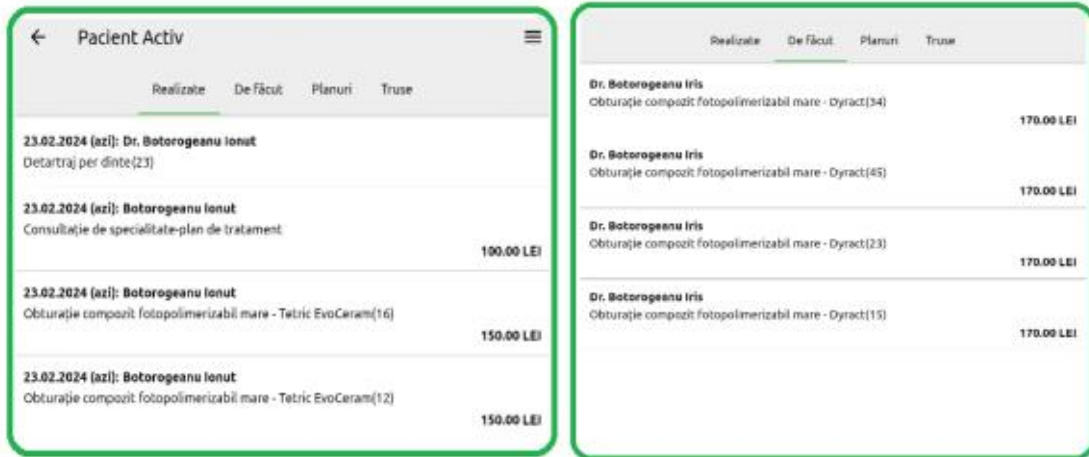 Pacient Activ
Realizate De făcut Planuri Truse
23.02.2024 (azi): Dr. Botorogeanu Ionut
Detartraj per dinte(23)
23.02.2024 (azi): Botorogeanu Ionut
Consultație de specialitate-plan de tratament
100.00 LEI
23.02.2024 (azi): Botorogeanu Ionut
Obturație compozit fotopolimerizabil mare - Tetric EvoCeram(16)
150.00 LEI
23.02.2024 (azi): Botorogeanu Ionut
Obturație compozit fotopolimerizabil mare - Tetric EvoCeram(12)
150.00 LEI
Realizate De făcut Planuri Truse
Dr. Botorogeanu Iris
Obturație compozit fotopolimerizabil mare - Dyract(34)
170.00 LEI
Dr. Botorogeanu Iris
Obturație compozit fotopolimerizabil mare - Dyract(45)
170.00 LEI
Dr. Botorogeanu Iris
Obturație compozit fotopolimerizabil mare - Dyract(23)
170.00 LEI
Dr. Botorogeanu Iris
Obturație compozit fotopolimerizabil mare - Dyract(15)
170.00 LEI